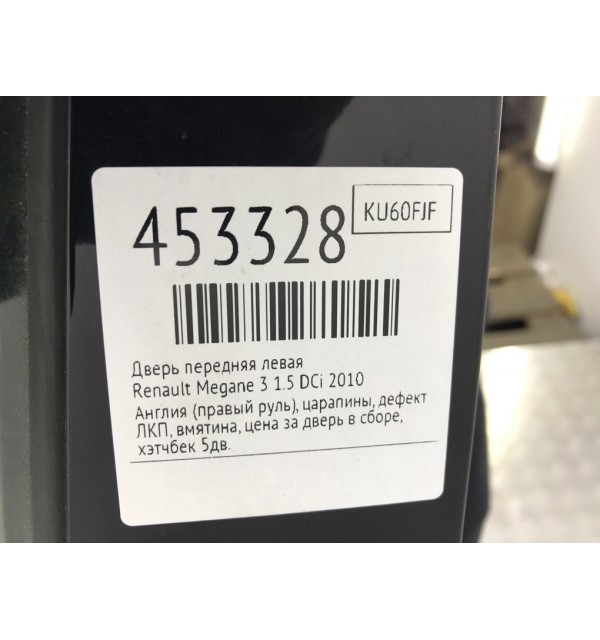 453328
KU60FJF
Дверь передняя левая
Renault Megane 3 1.5 DCi 2010
Англия (правый руль), царапины, дефект
ЛКП, вмятина, цена за дверь в сборе,
хэтчбек 5дв.